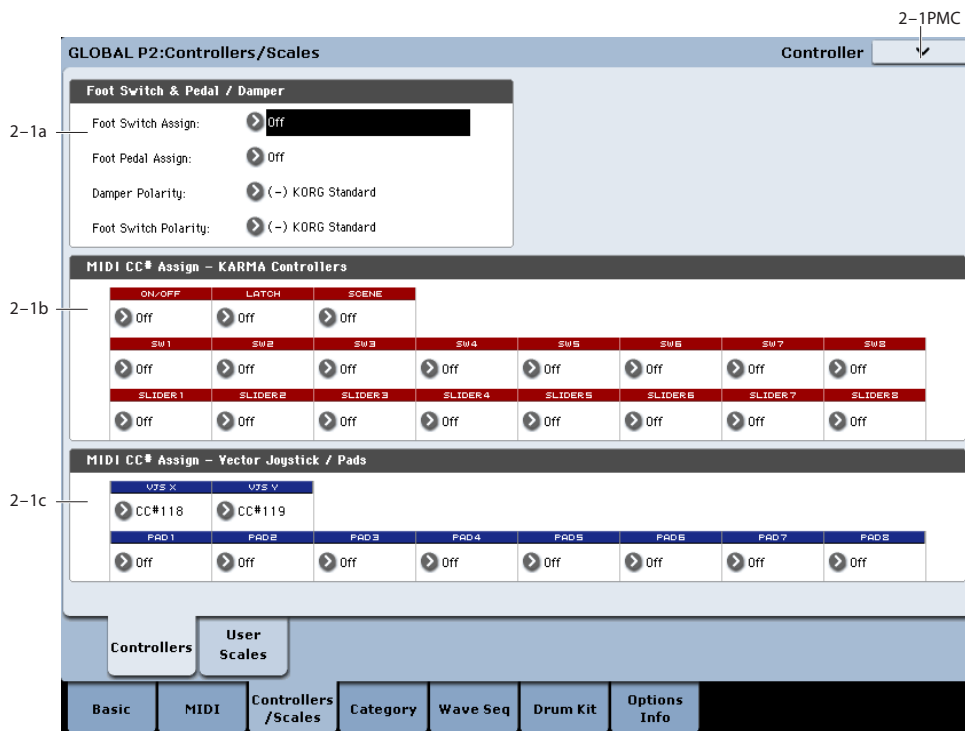 2–1PMC
GLOBAL P2:Controllers/Scales Controller
Foot Switch & Pedal / Damper
2–1a
Foot Switch Assign: Off
Foot Pedal Assign: Off
Damper Polarity: (-) KORG Standard
Foot Switch Polarity: (-) KORG Standard
MIDI CC# Assign - KARMA Controllers
2–1b
ON/OFF LATCH SCENE
Off Off Off
SW1 SW2 SW3 SW4 SW5 SW6 SW7 SW8
Off Off Off Off Off Off Off Off
SLIDER1 SLIDER2 SLIDER3 SLIDER4 SLIDER5 SLIDER6 SLIDER7 SLIDER8
Off Off Off Off Off Off Off Off
MIDI CC# Assign - Vector Joystick / Pads
2–1c
VJS X VJS Y
CC#118 CC#119
PAD1 PAD2 PAD3 PAD4 PAD5 PAD6 PAD7 PAD8
Off Off Off Off Off Off Off Off
Controllers User Scales
Basic MIDI Controllers /Scales Category Wave Seq Drum Kit Options Info